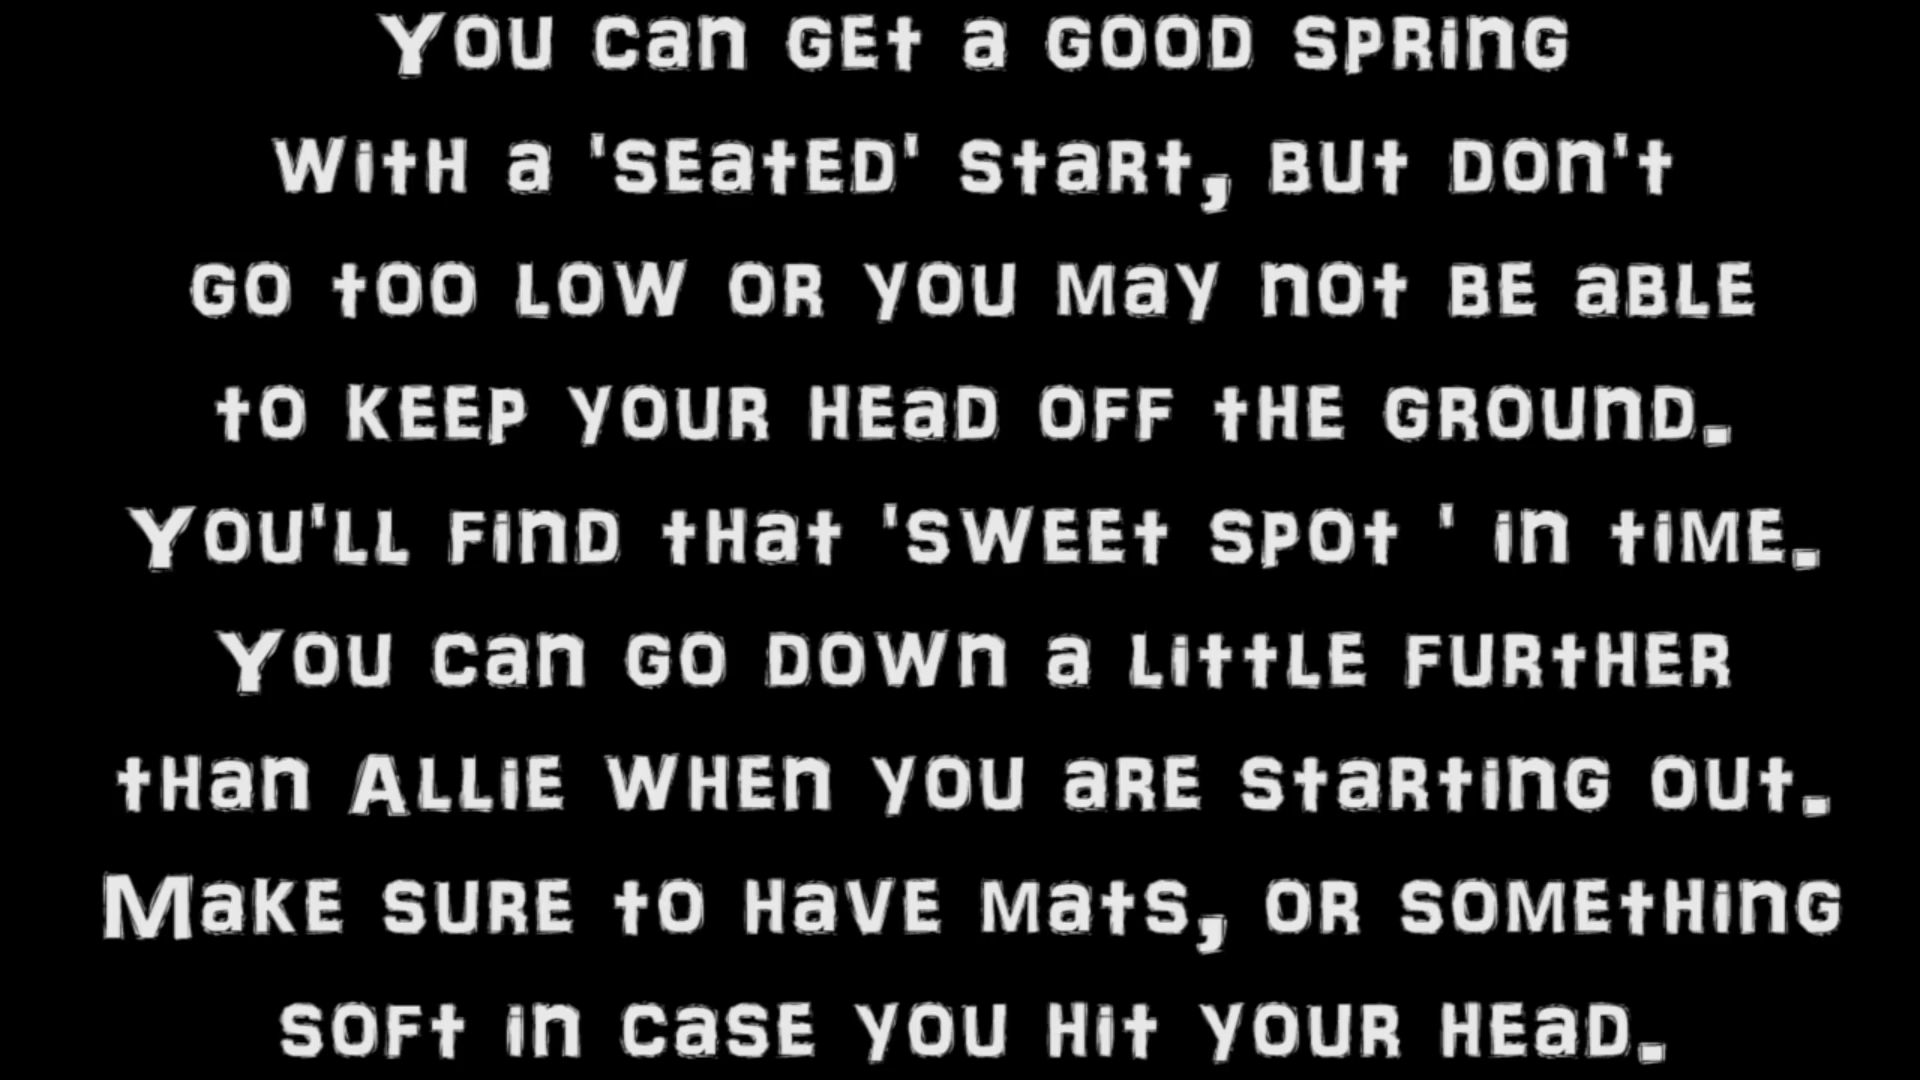 You can get a good spring
with a 'seated' start, but don't
go too low or you may not be able
to keep your head off the ground.
You'll find that 'sweet spot ' in time.
You can go down a little further
than Allie when you are starting out.
Make sure to have mats, or something
soft in case you hit your head.